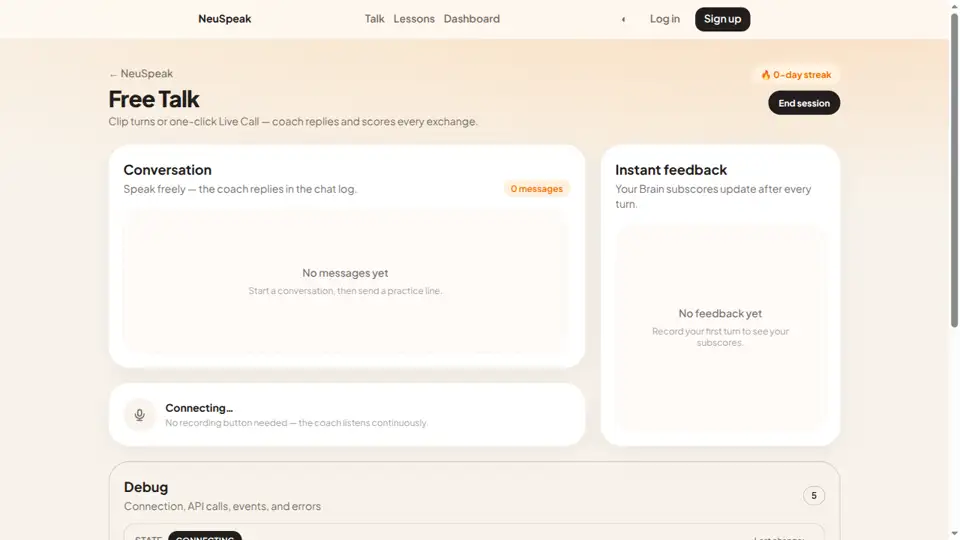 NeuSpeak
Talk Lessons Dashboard
Log in
Sign up
← NeuSpeak
🔥 0-day streak
Free Talk
End session
Clip turns or one-click Live Call — coach replies and scores every exchange.
Conversation
Speak freely — the coach replies in the chat log.
0 messages
No messages yet
Start a conversation, then send a practice line.
Instant feedback
Your Brain subscores update after every
turn.
No feedback yet
Record your first turn to see your
subscores.
Connecting...
No recording button needed — the coach listens continuously.
Debug
Connection, API calls, events, and errors
5
STATE CONNECTING
Last change: